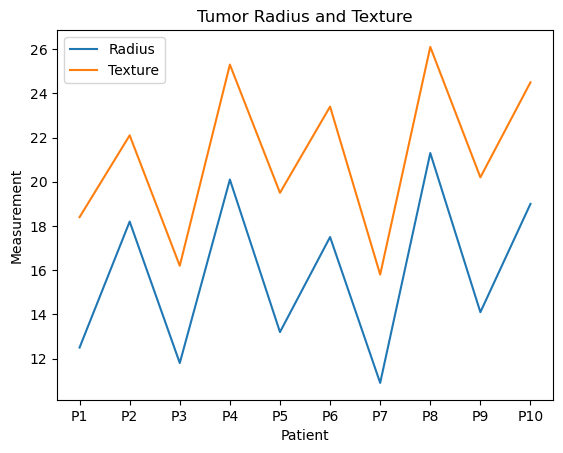 Tumor Radius and Texture
Radius
Texture
26
24
22
20
18
16
14
12
Measurement
P1 P2 P3 P4 P5 P6 P7 P8 P9 P10
Patient